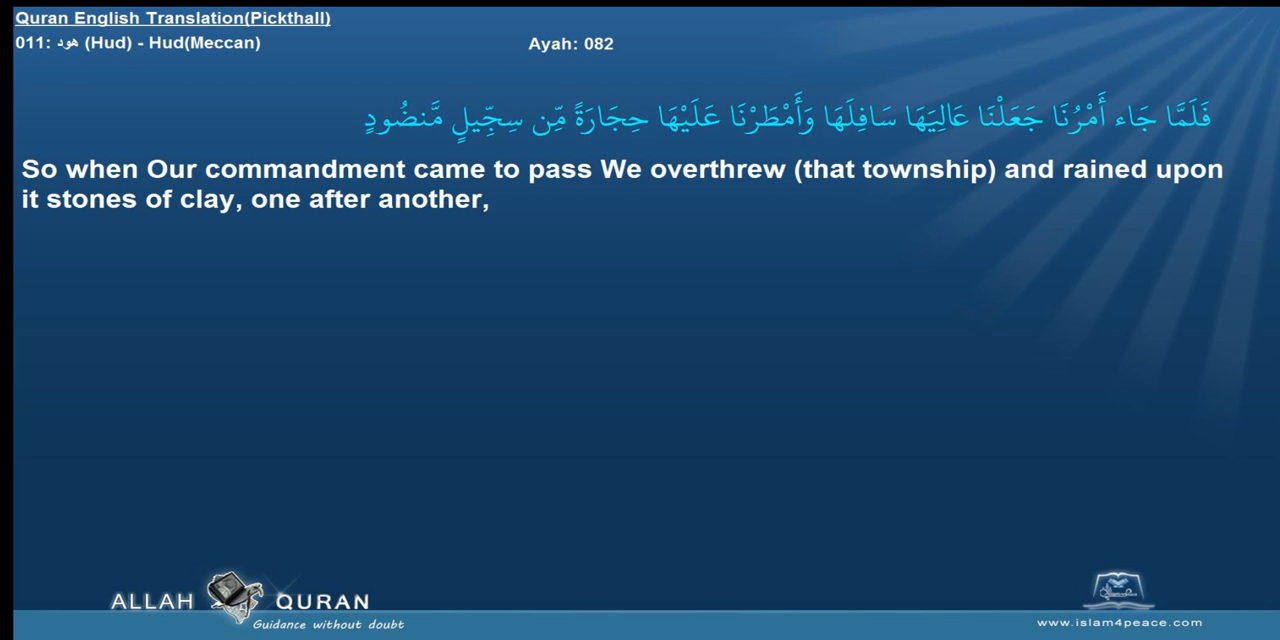 Quran English Translation(Pickthall)
011: هود (Hud) - Hud(Meccan) Ayah: 082
فَلَمَّا جَاء أَمْرُنَا جَعَلْنَا عَالِيَهَا سَافِلَهَا وَأَمْطَرْنَا عَلَيْهَا حِجَارَةً مِّن سِجِّيلٍ مَّنضُودٍ
So when Our commandment came to pass We overthrew (that township) and rained upon
it stones of clay, one after another,
ALLAH QURAN
Guidance without doubt
www.islam4peace.com